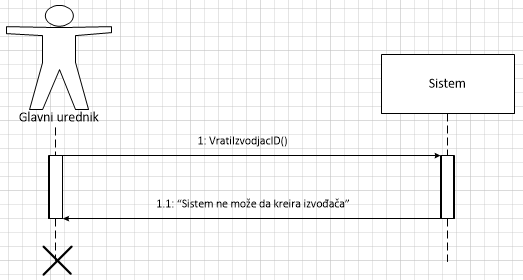 Glavni urednik
Sistem
1: VratiIzvodjacID()
1.1: “Sistem ne može da kreira izvođača”